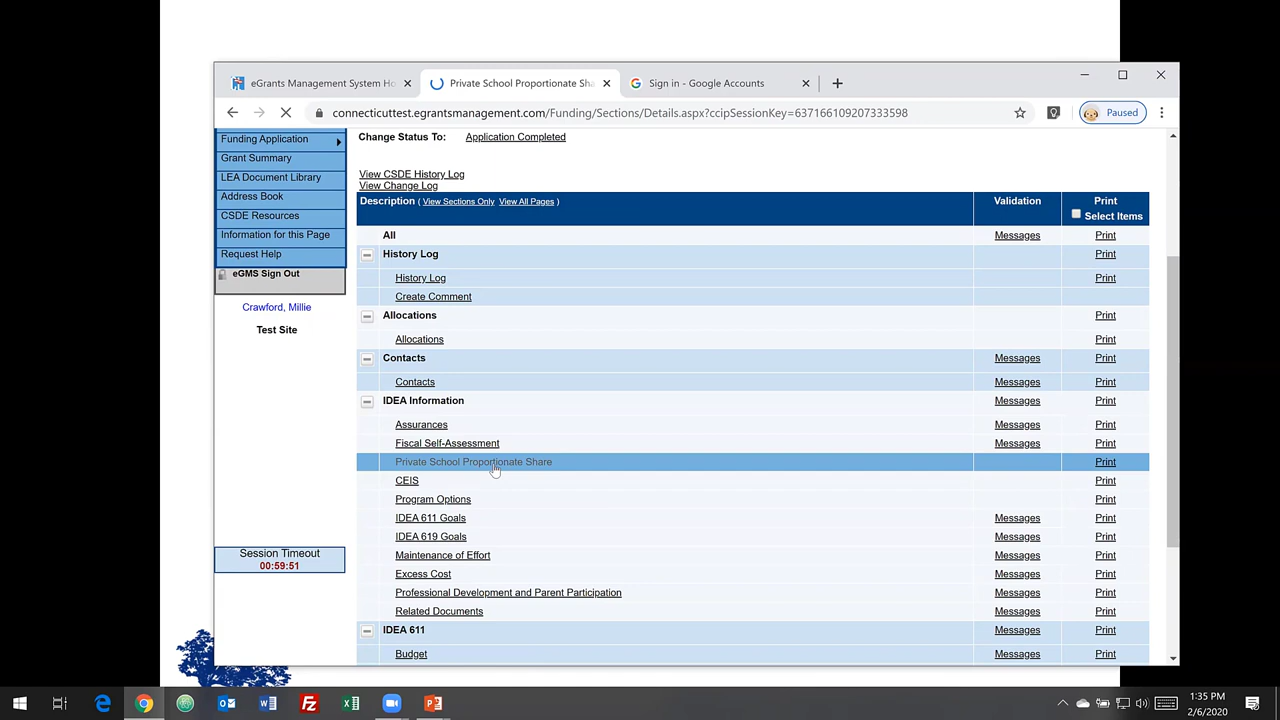 eGrants Management System Ho
Private School Proportionate Sha
Sign in - Google Accounts
connecticuttest.egrantsmanagement.com/Funding/Sections/Details.aspx?ccipSessionKey=637166109207333598
Paused
Funding Application
Grant Summary
LEA Document Library
Address Book
CSDE Resources
Information for this Page
Request Help
eGMS Sign Out
Crawford, Millie
Test Site
Session Timeout
00:59:51
Change Status To: Application Completed
View CSDE History Log
View Change Log
Description ( View Sections Only View All Pages ) Validation Print
Select Items
All Messages Print
History Log Print
History Log Print
Create Comment
Allocations Print
Allocations Print
Contacts Messages Print
Contacts Messages Print
IDEA Information Messages Print
Assurances Messages Print
Fiscal Self-Assessment Messages Print
Private School Proportionate Share Print
CEIS Print
Program Options Print
IDEA 611 Goals Messages Print
IDEA 619 Goals Messages Print
Maintenance of Effort Messages Print
Excess Cost Messages Print
Professional Development and Parent Participation Messages Print
Related Documents Messages Print
IDEA 611 Messages Print
Budget Messages Print
1:35 PM
2/6/2020